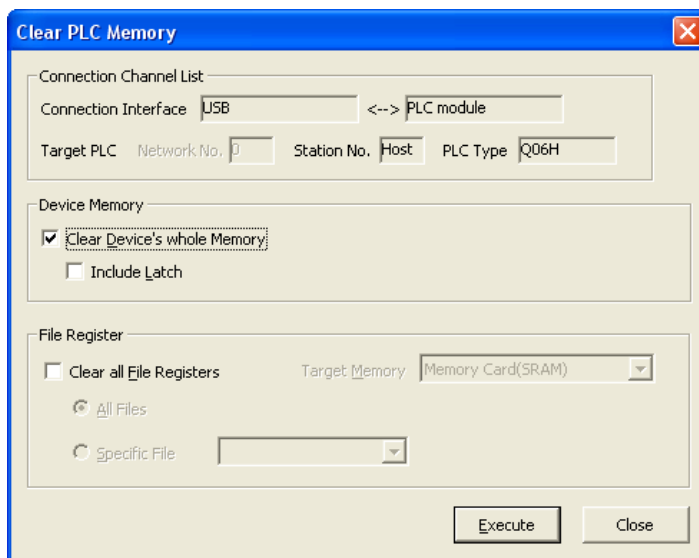 Clear PLC Memory
Connection Channel List
Connection Interface USB <--> PLC module
Target PLC Network No. 0 Station No. Host PLC Type Q06H
Device Memory
Clear Device's whole Memory
Include Latch
File Register
Clear all File Registers Target Memory Memory Card(SRAM)
All Files
Specific File
Execute Close